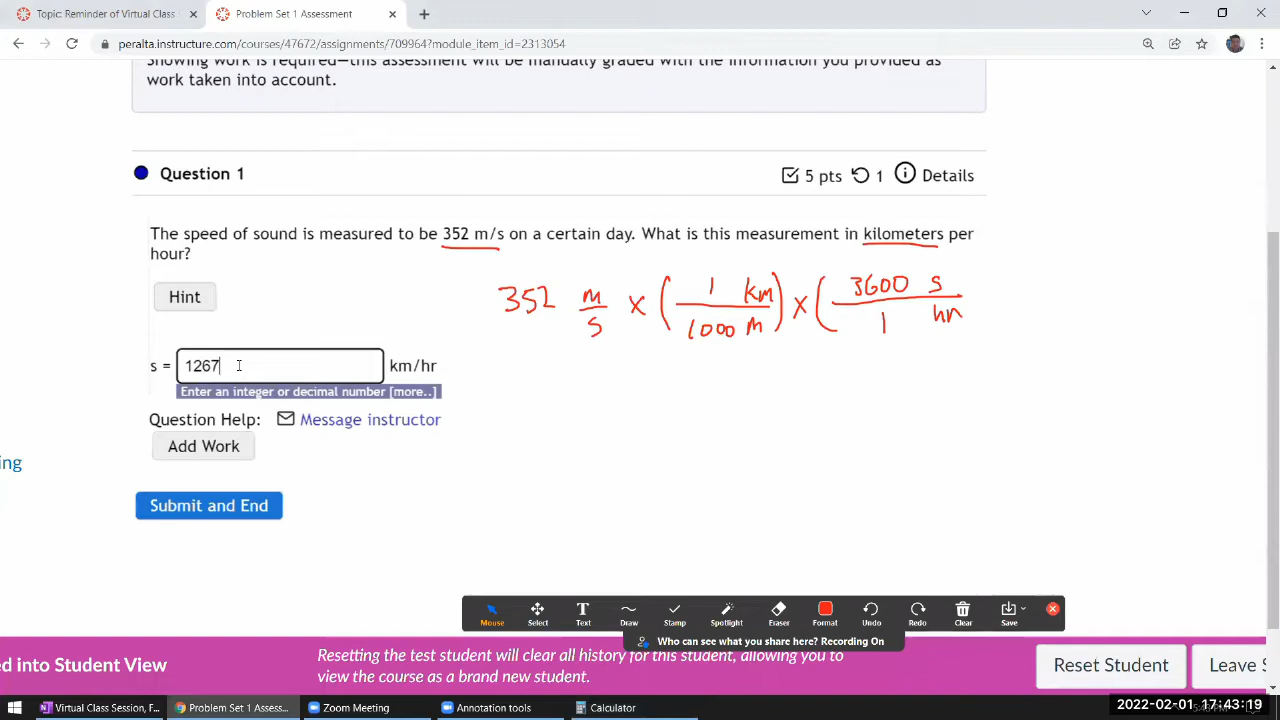 Topic: Reminder of Virtual Class
Problem Set 1 Assessment
peralta.instructure.com/courses/47672/assignments/709964?module_item_id=2313054
Showing work is required—this assessment will be manually graded with the information you provided as
work taken into account.
Question 1
5 pts
1
Details
The speed of sound is measured to be 352 m/s on a certain day. What is this measurement in kilometers per
hour?
Hint
352 m/s x (1 km/1000 m) x (3600 s/1 hr
s = 1267 km/hr
Enter an integer or decimal number [more..]
Question Help: Message instructor
Add Work
ing
Submit and End
Mouse Select Text Draw Stamp Spotlight Eraser Format Undo Redo Clear Save
Who can see what you share here? Recording On
ed into Student View
Resetting the test student will clear all history for this student, allowing you to
view the course as a brand new student.
Reset Student
Leave S
Virtual Class Session, F...
Problem Set 1 Assess...
Zoom Meeting
Annotation tools
Calculator
2022-02-01 17:43:19